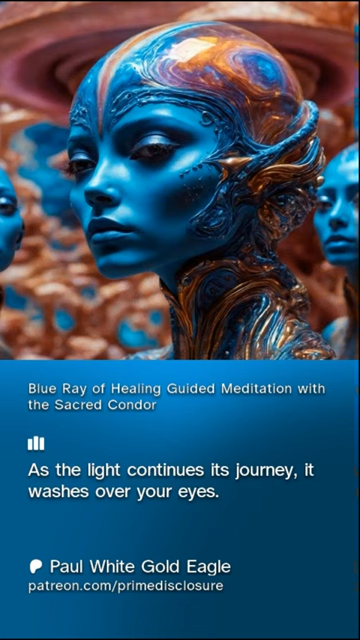 Blue Ray of Healing Guided Meditation with
the Sacred Condor
As the light continues its journey, it
washes over your eyes.
Paul White Gold Eagle
patreon.com/primedisclosure